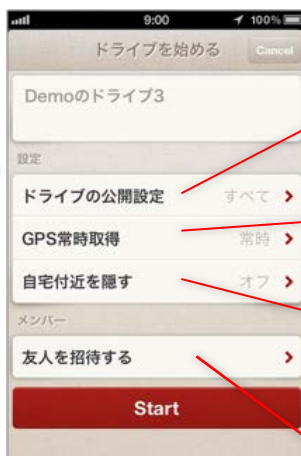 9:00 100%
ドライブを始める Cancel
Demoのドライブ3
設定
ドライブの公開設定 すべて
GPS常時取得 常時
自宅付近を隠す オフ
メンバー
友人を招待する
Start